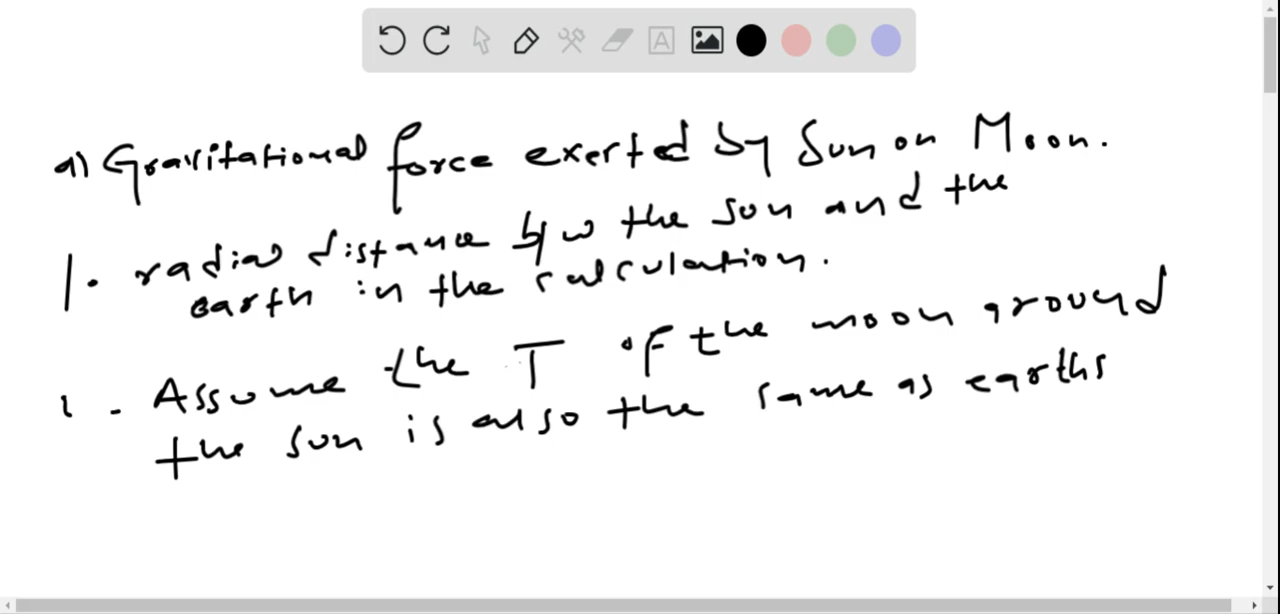 a) Gravitational force exerted by Sun on Moon.
1. radial distance b/w the sun and the
earth in the calculation.
1. Assume the T of the moon around
the sun is also the same as earths